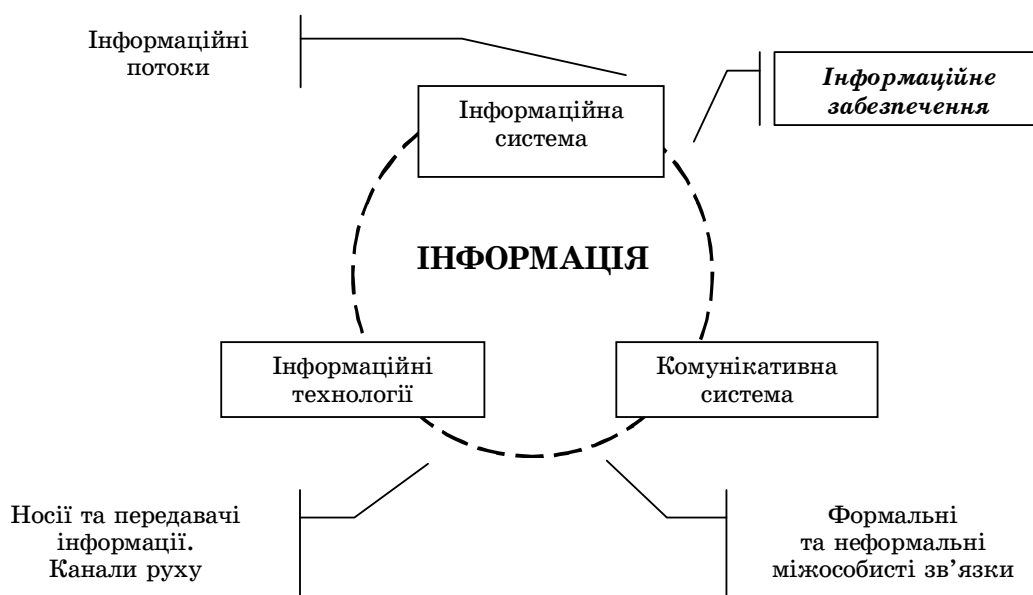 Інформаційні
потоки
Інформаційне
забезпечення
Інформаційна
система
ІНФОРМАЦІЯ
Інформаційні
технології
Комунікативна
система
Носії та передавачі
інформації.
Канали руху
Формальні
та неформальні
міжособисті зв’язки